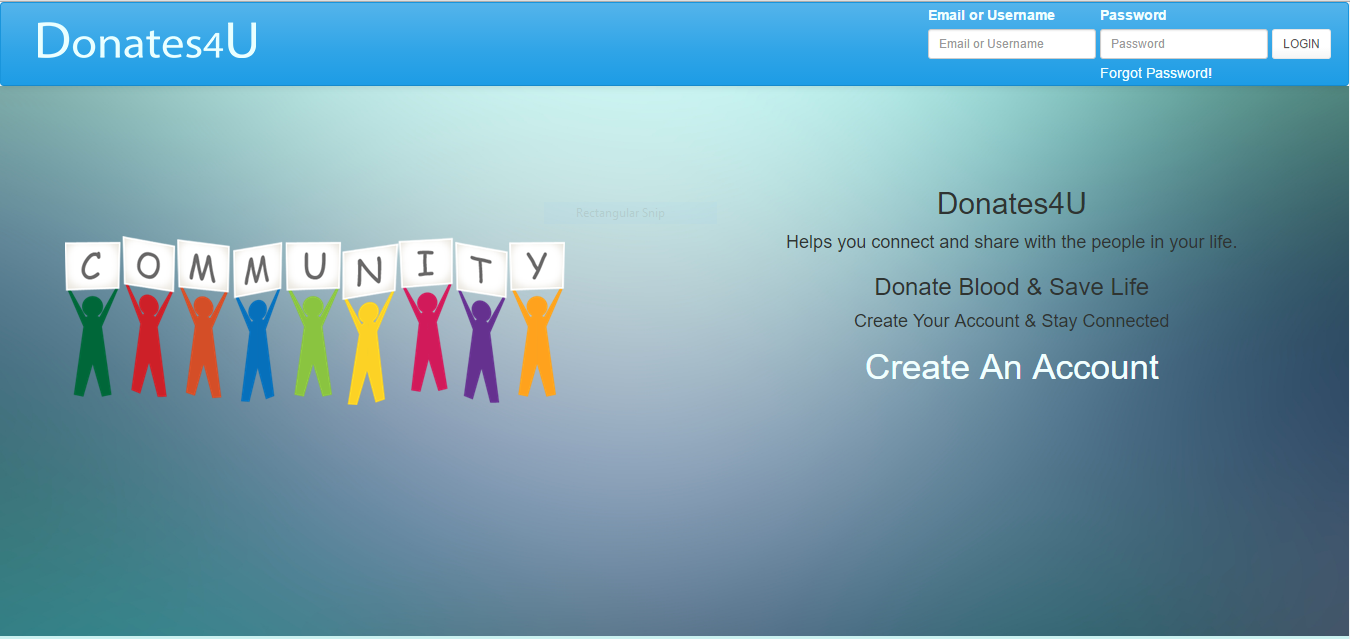 Donates4U
Email or Username
Password
Email or Username
Password
LOGIN
Forgot Password!
Rectangular Snip
COMMUNITY
Donates4U
Helps you connect and share with the people in your life.
Donate Blood & Save Life
Create Your Account & Stay Connected
Create An Account